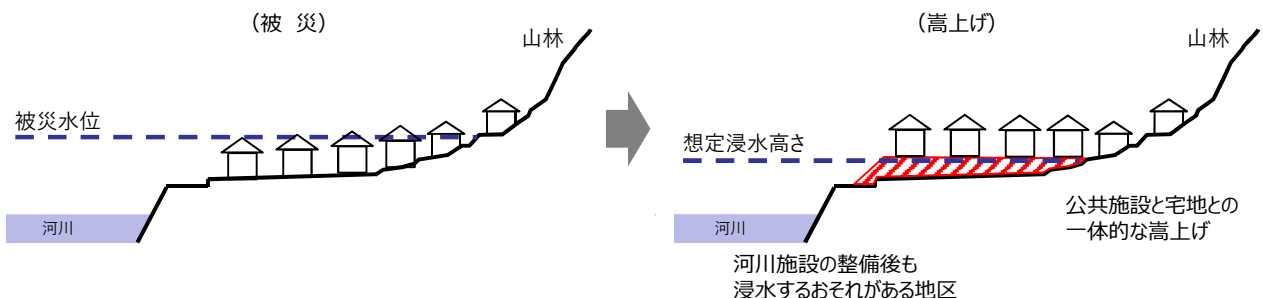 (被 災)
山林
被災水位
河川
(嵩上げ)
山林
想定浸水高さ
河川
公共施設と宅地との
一体的な嵩上げ
河川施設の整備後も
浸水するおそれがある地区